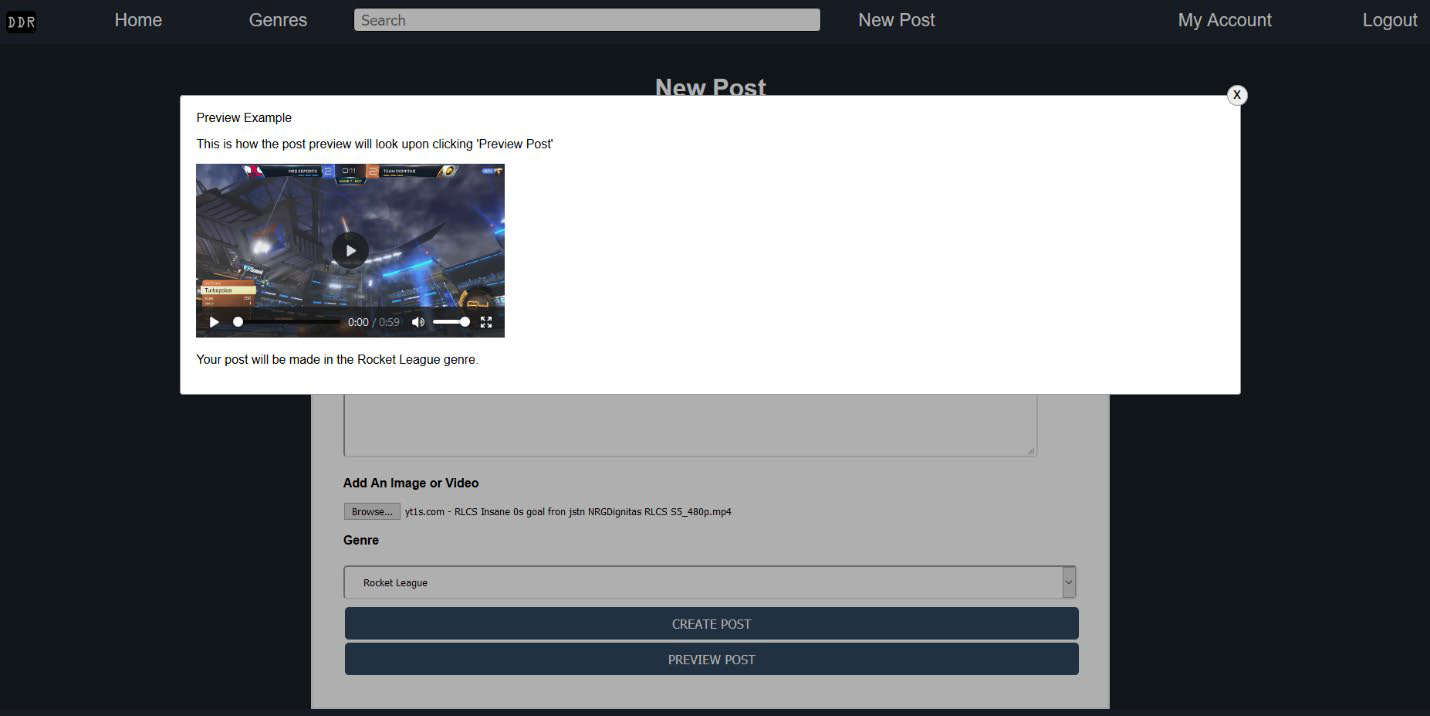 DDR Home Genres Search New Post My Account Logout
New Post
X
Preview Example
This is how the post preview will look upon clicking 'Preview Post'
NRG ESPORTS 2 0:11 2 TEAM DIGNITAS
Turbopolsa
0:00 / 0:59
Your post will be made in the Rocket League genre.
Add An Image or Video
Browse... yt1s.com - RLCS Insane 0s goal fron jstn NRGDignitas RLCS S5_480p.mp4
Genre
Rocket League
CREATE POST
PREVIEW POST